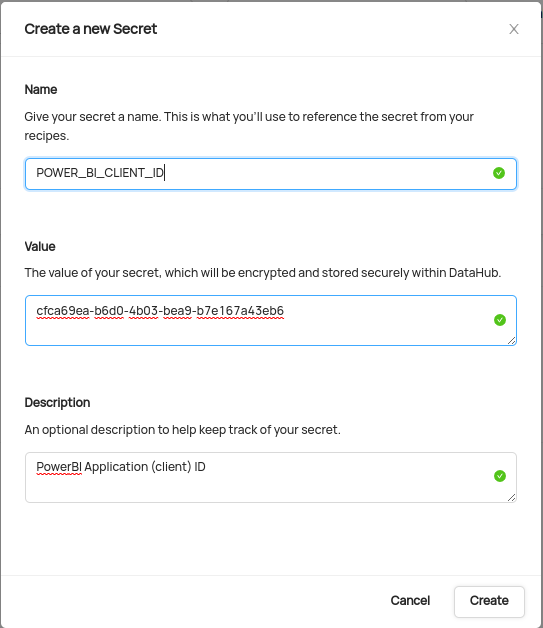 Create a new Secret
Name
Give your secret a name. This is what you'll use to reference the secret from your
recipes.
POWER_BI_CLIENT_ID
Value
The value of your secret, which will be encrypted and stored securely within DataHub.
cfca69ea-b6d0-4b03-bea9-b7e167a43eb6
Description
An optional description to help keep track of your secret.
PowerBI Application (client) ID
Cancel Create